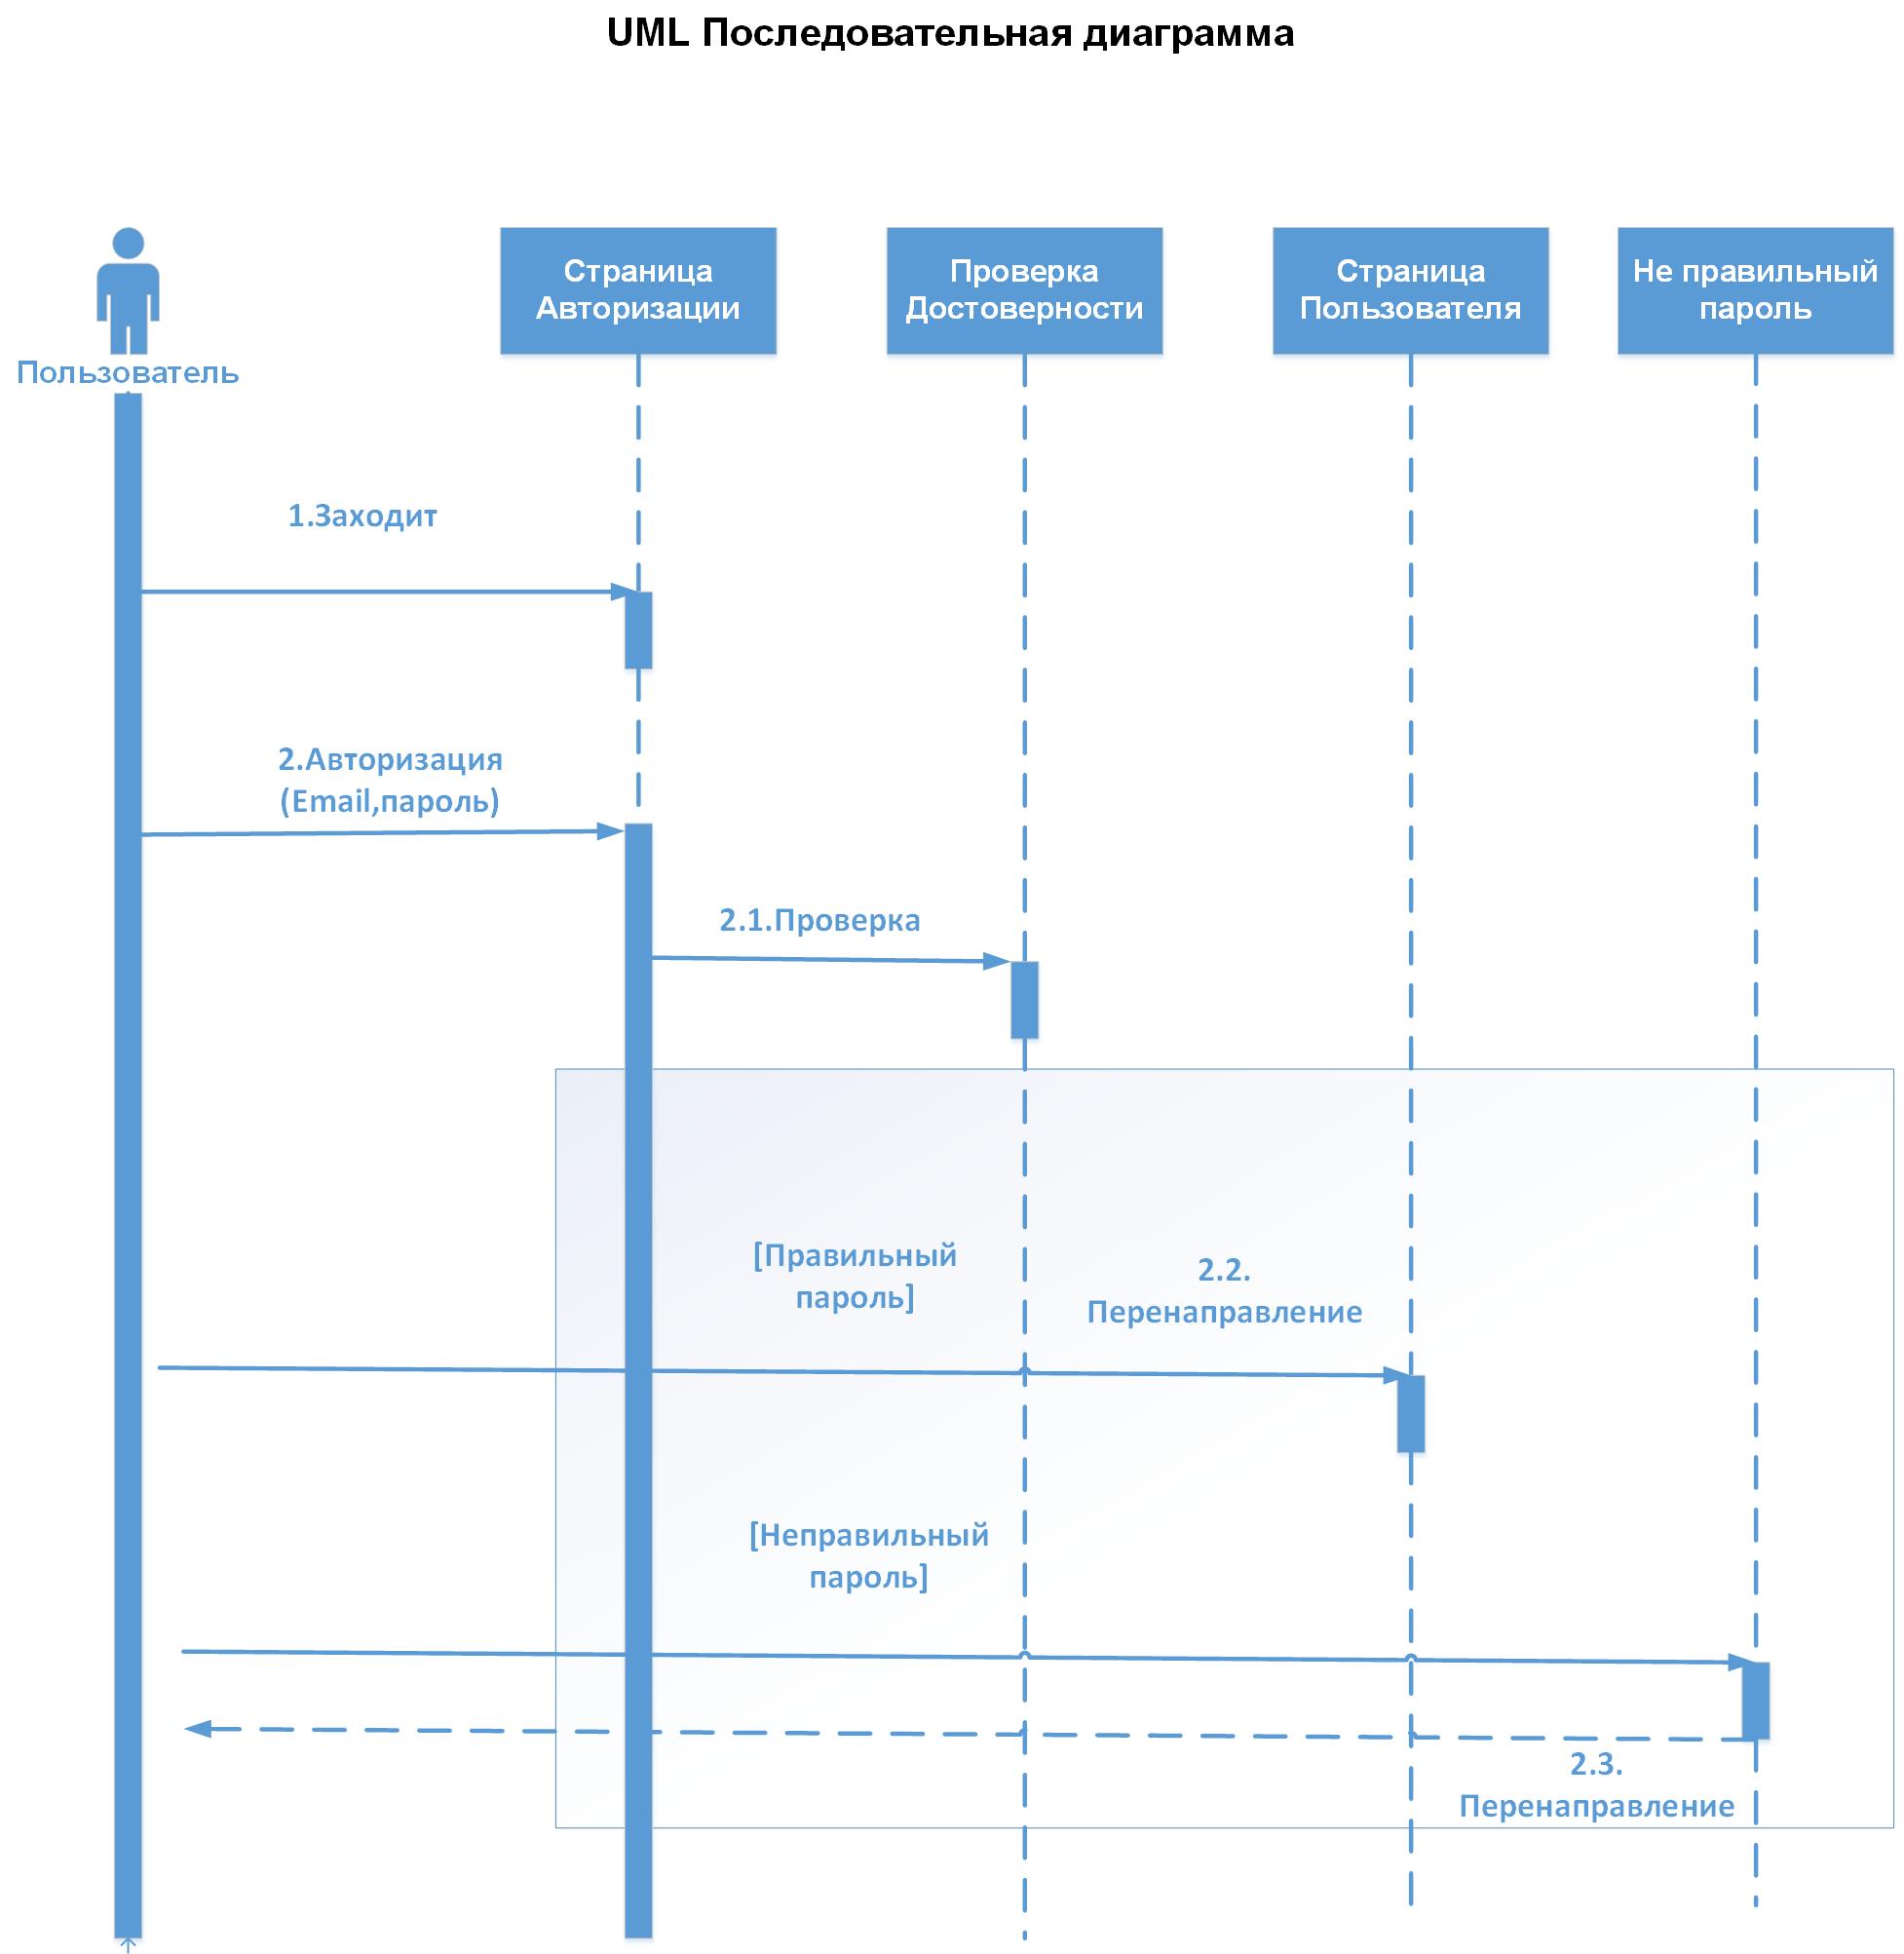 UML Последовательная диаграмма
Пользователь
Страница
Авторизации
Проверка
Достоверности
Страница
Пользователя
Не правильный
пароль
1.Заходит
2.Авторизация
(Email,пароль)
2.1.Проверка
[Правильный
пароль]
2.2.
Перенаправление
[Неправильный
пароль]
2.3.
Перенаправление